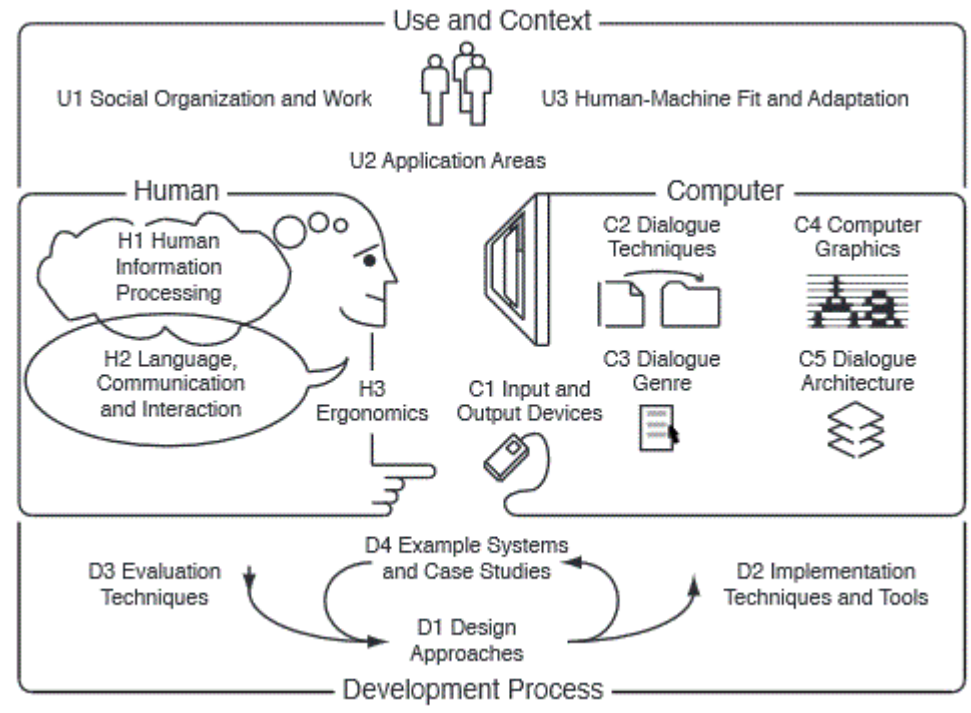 Use and Context
U1 Social Organization and Work
U3 Human-Machine Fit and Adaptation
U2 Application Areas
Human
H1 Human
Information
Processing
H2 Language,
Communication
and Interaction
H3
Ergonomics
Computer
C2 Dialogue
Techniques
C4 Computer
Graphics
Aa
C3 Dialogue
Genre
C5 Dialogue
Architecture
C1 Input and
Output Devices
D3 Evaluation
Techniques
D4 Example Systems
and Case Studies
D2 Implementation
Techniques and Tools
D1 Design
Approaches
Development Process